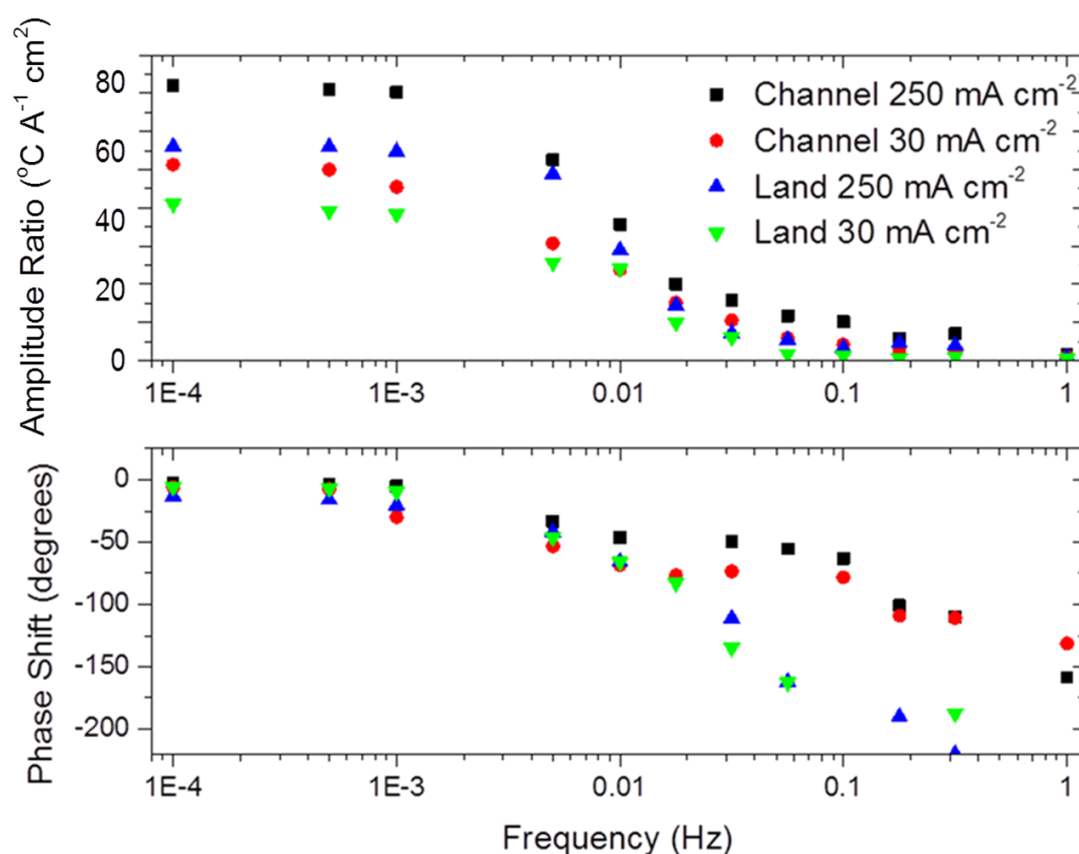 Amplitude Ratio (°C A⁻¹ cm²)
80
60
40
20
0
Channel 250 mA cm⁻²
Channel 30 mA cm⁻²
Land 250 mA cm⁻²
Land 30 mA cm⁻²
1E-4 1E-3 0.01 0.1 1
Phase Shift (degrees)
0
-50
-100
-150
-200
1E-4 1E-3 0.01 0.1 1
Frequency (Hz)